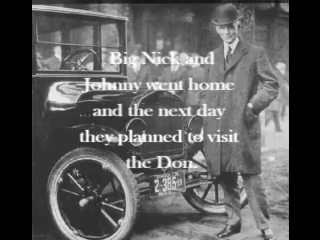 Big Nick and
Johnny went home
and the next day
they planned to visit
the Don.